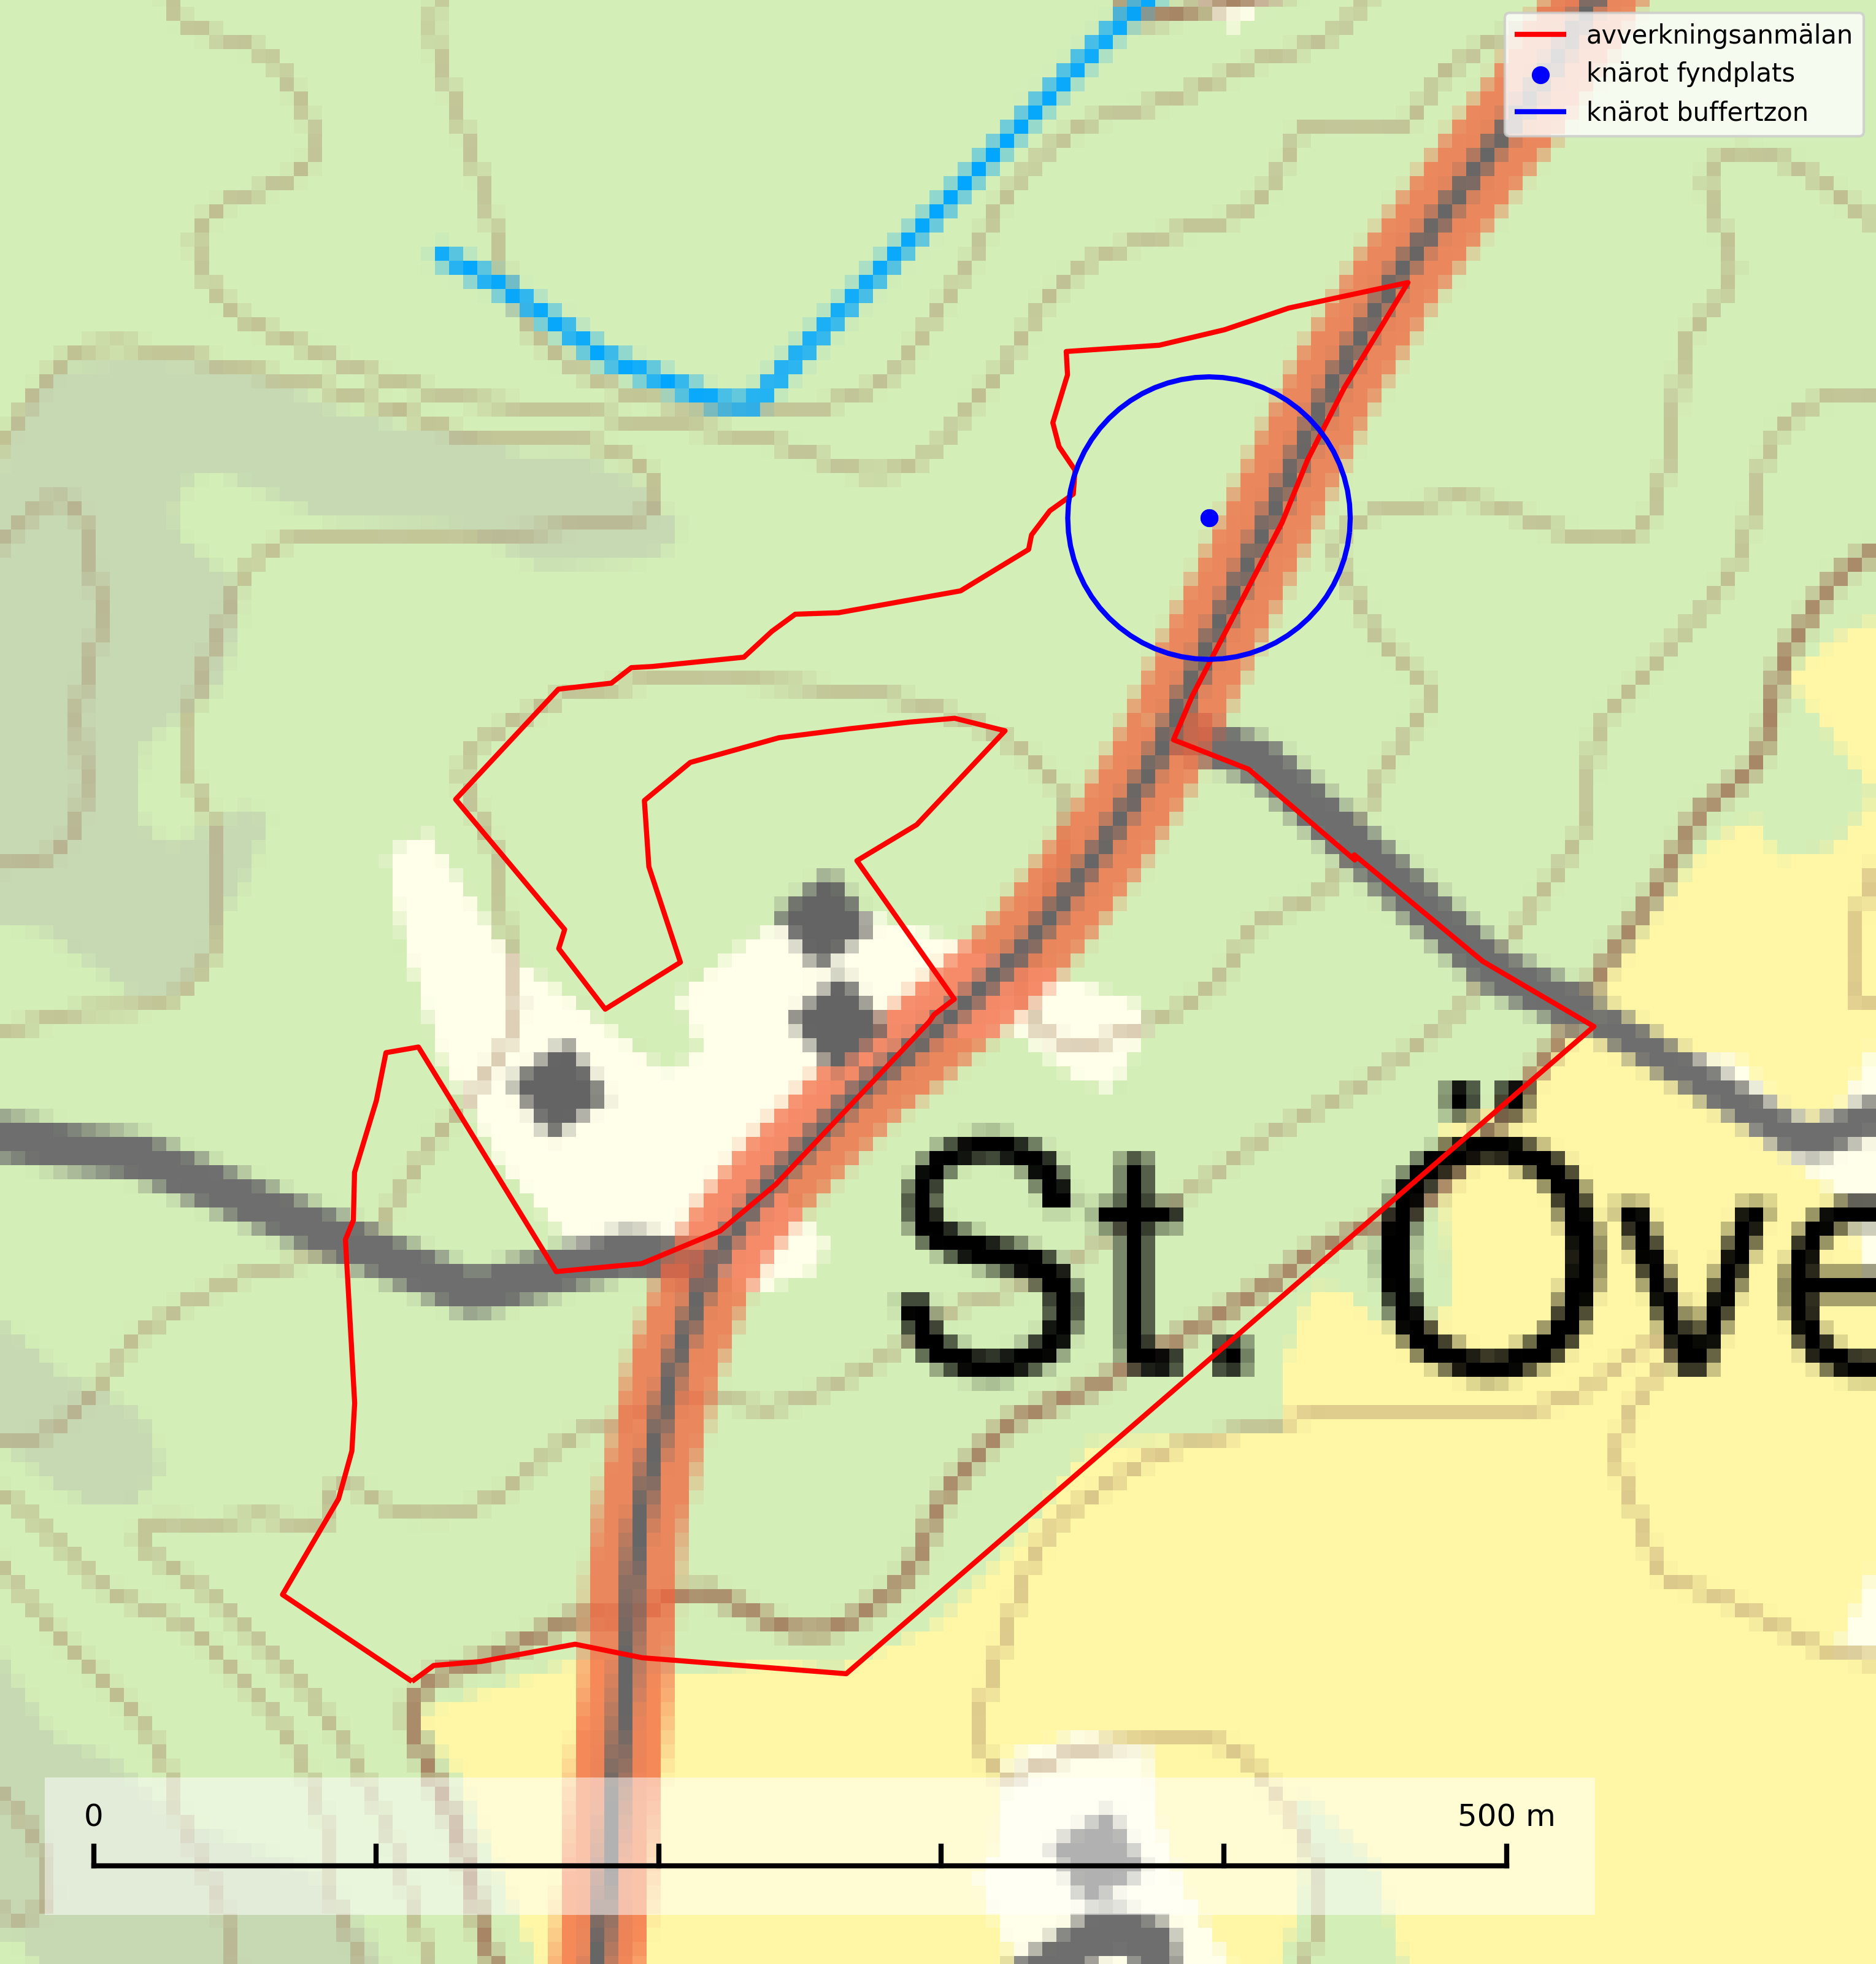 avverkningsanmälan
knärot fyndplats
knärot buffertzon
St. Öve
0 500 m